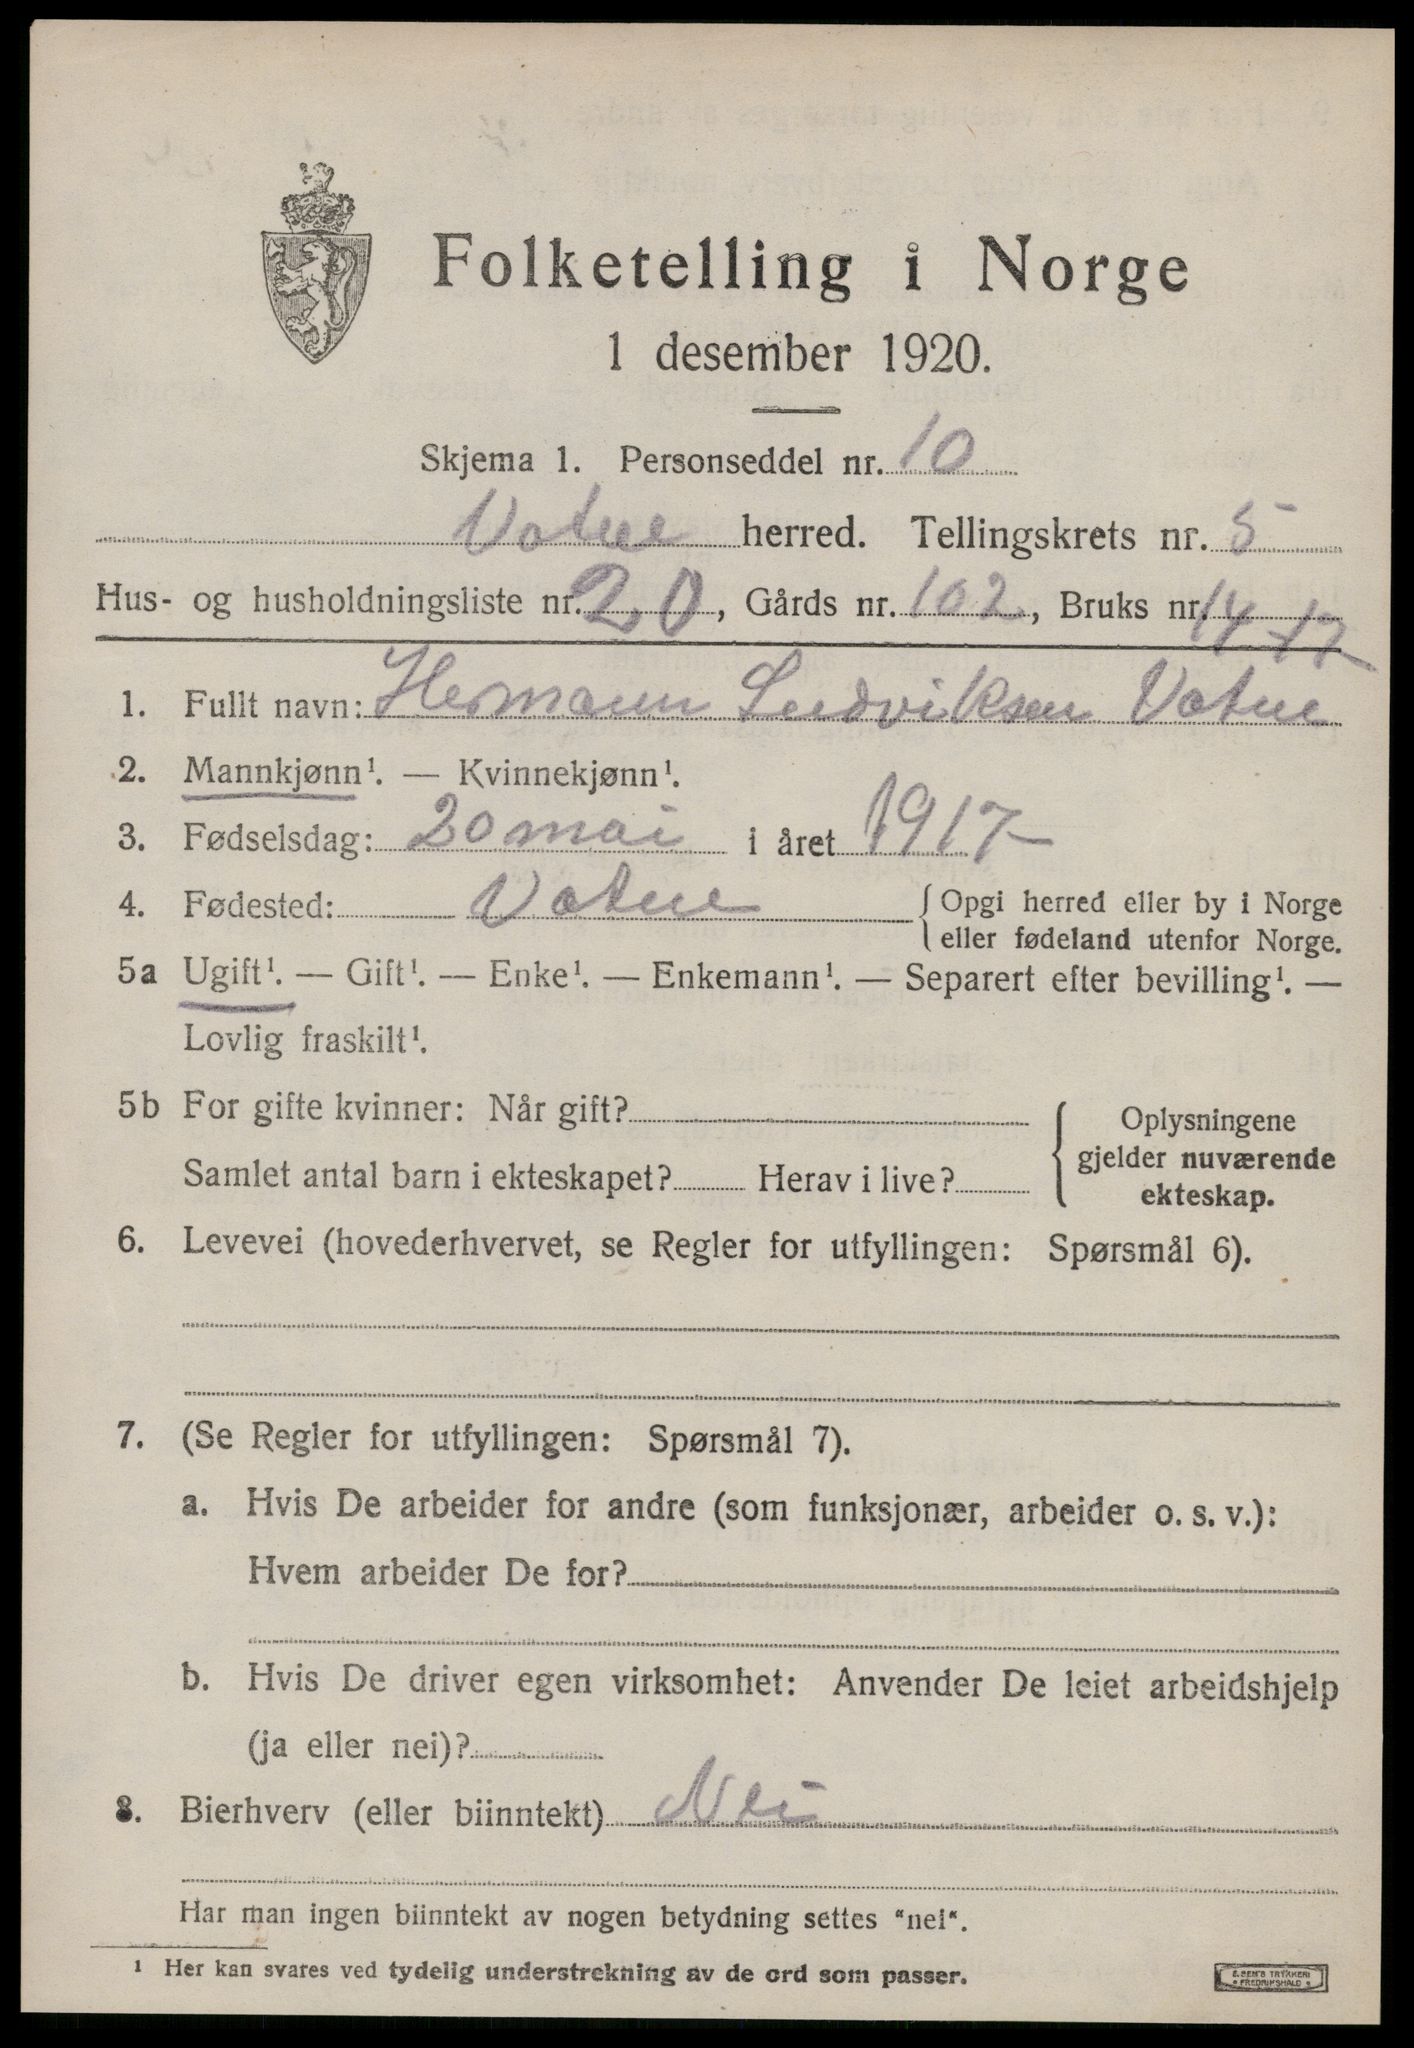 Folketelling i Norge
1 desember 1920.
Skjema 1. Personseddel nr. 10
Vatne herred. Tellingskrets nr. 5
Hus- og husholdningsliste nr. 20, Gårds nr. 102, Bruks nr. 14-17
1. Fullt navn: Hermann Ludviksen Vatne
2. Mannkjønn¹. — Kvinnekjønn¹.
3. Fødselsdag: 20 mai i året 1917
4. Fødested: Vatne {Opgi herred eller by i Norge
eller fødeland utenfor Norge.
5a Ugift¹. — Gift¹. — Enke¹. — Enkemann¹. — Separert efter bevilling¹. —
Lovlig fraskilt¹.
5b For gifte kvinner: Når gift?
Samlet antal barn i ekteskapet? Herav i live?
{Oplysningene
gjelder nuværende
ekteskap.
6. Levevei (hovederhvervet, se Regler for utfyllingen: Spørsmål 6).
7. (Se Regler for utfyllingen: Spørsmål 7).
a. Hvis De arbeider for andre (som funksjonær, arbeider o. s. v.):
Hvem arbeider De for?
b. Hvis De driver egen virksomhet: Anvender De leiet arbeidshjelp
(ja eller nei)?
8. Bierhverv (eller biinntekt) Nei
Har man ingen biinntekt av nogen betydning settes "nei".
¹ Her kan svares ved tydelig understrekning av de ord som passer.
E. SEM'S TRYKKERI
FREDRIKSHALD